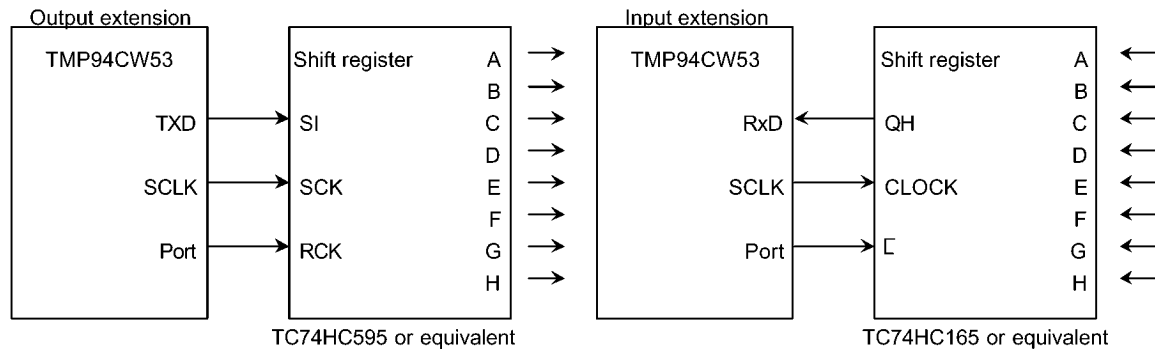 Output extension
TMP94CW53
TXD
SCLK
Port
Shift register
SI
SCK
RCK
A
B
C
D
E
F
G
H
TC74HC595 or equivalent
Input extension
TMP94CW53
RxD
SCLK
Port
Shift register
QH
CLOCK
A
B
C
D
E
F
G
H
TC74HC165 or equivalent